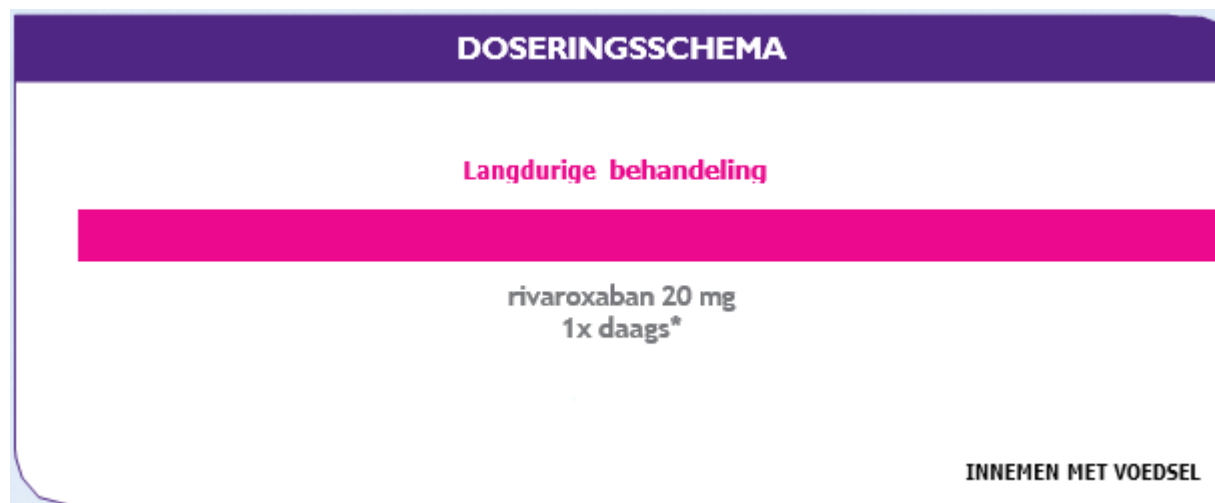 DOSERINGSSCHEMA
Langdurige behandeling
rivaroxaban 20 mg
1x daags*
INNEMEN MET VOEDSEL